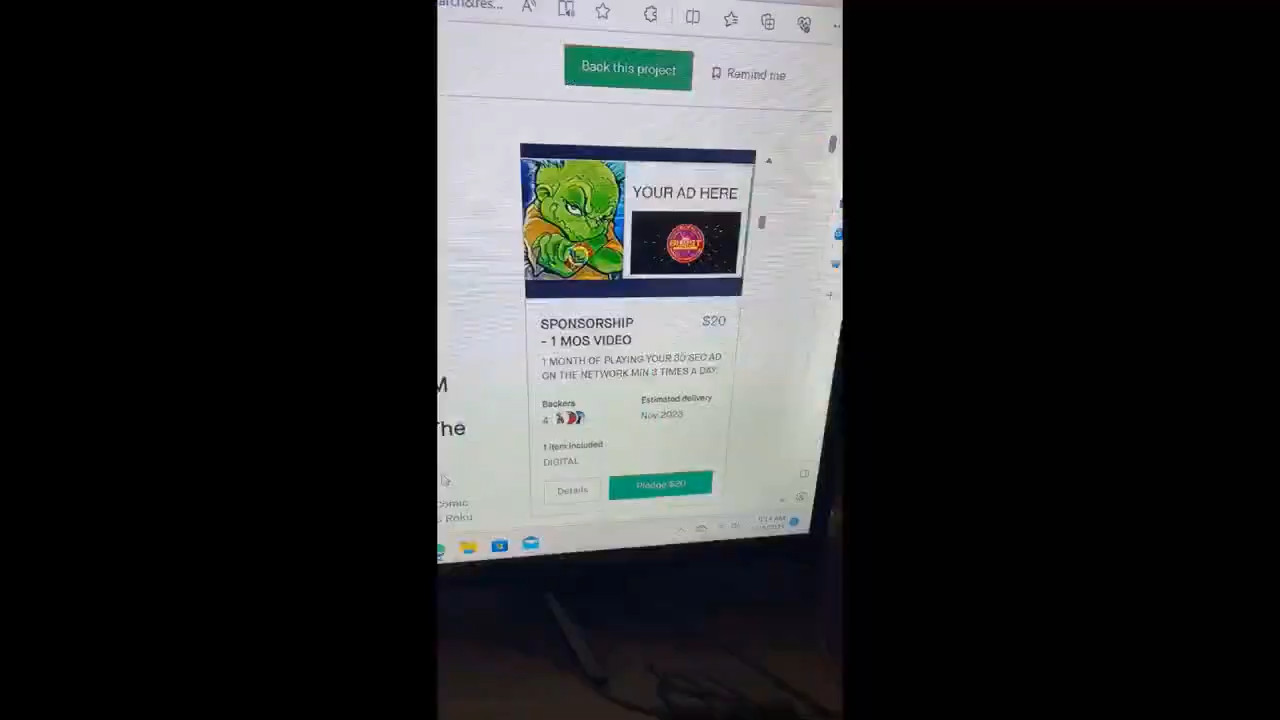 Back this project
Remind me
YOUR AD HERE
SPONSORSHIP $20
- 1 MOS VIDEO
1 MONTH OF PLAYING YOUR 30 SEC AD
ON THE NETWORK MIN 3 TIMES A DAY.
Backers Estimated delivery
4 Nov 2023
1 item included
DIGITAL
Details Pledge $20
The
Roku